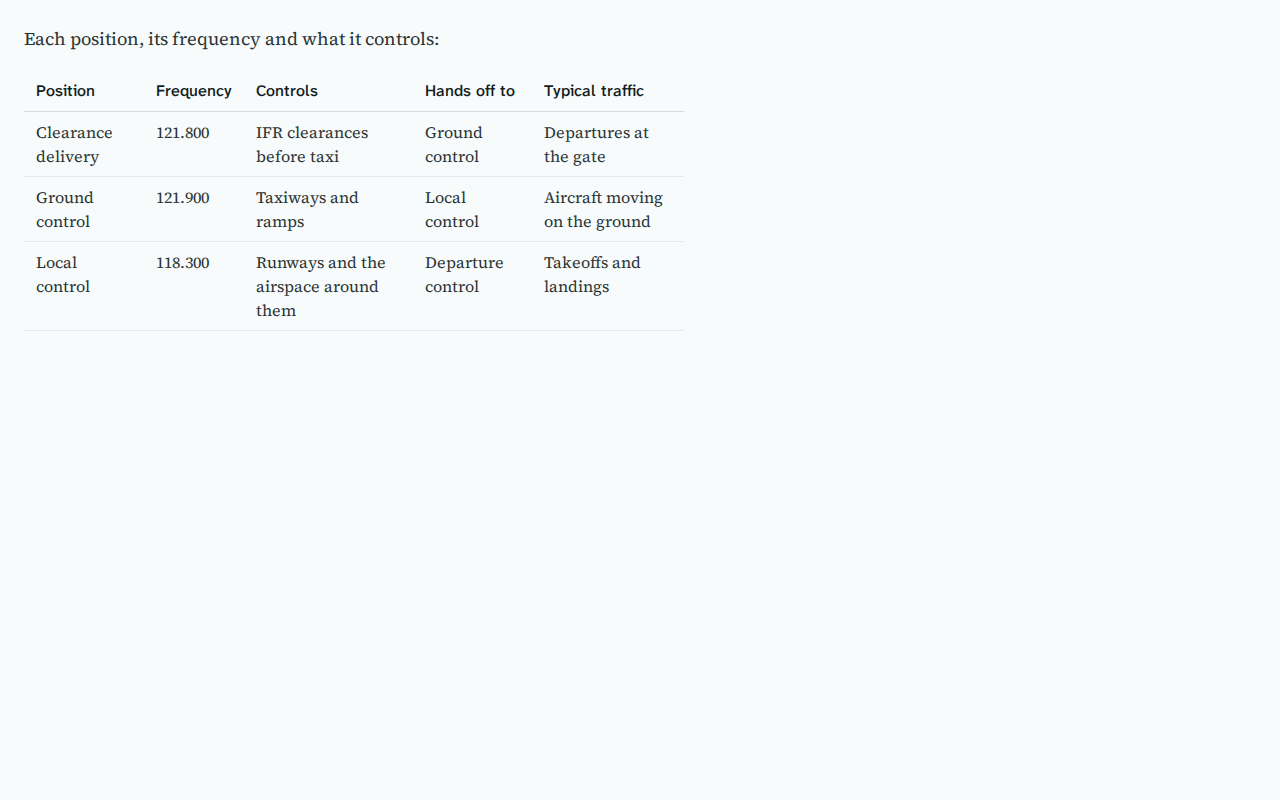 Each position, its frequency and what it controls:
Position Frequency Controls Hands off to Typical traffic
Clearance delivery 121.800 IFR clearances before taxi Ground control Departures at the gate
Ground control 121.900 Taxiways and ramps Local control Aircraft moving on the ground
Local control 118.300 Runways and the airspace around them Departure control Takeoffs and landings